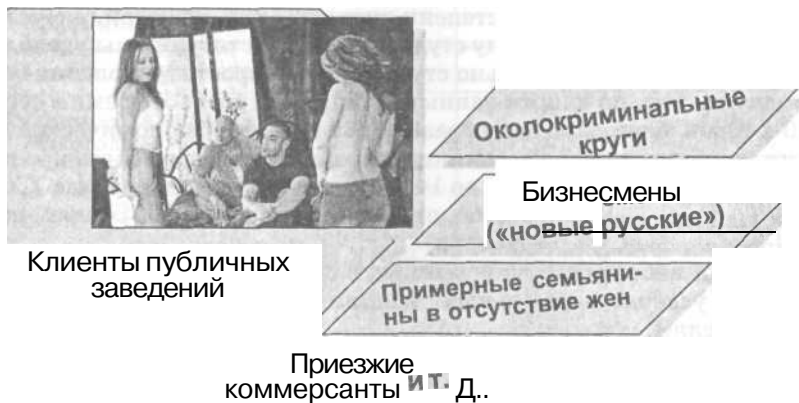 Околокриминальные
круги
Бизнесмены
(«новые русские»)
Клиенты публичных
заведений
Примерные семьяни-
ны в отсутствие жен
Приезжие
коммерсанты и т. д..